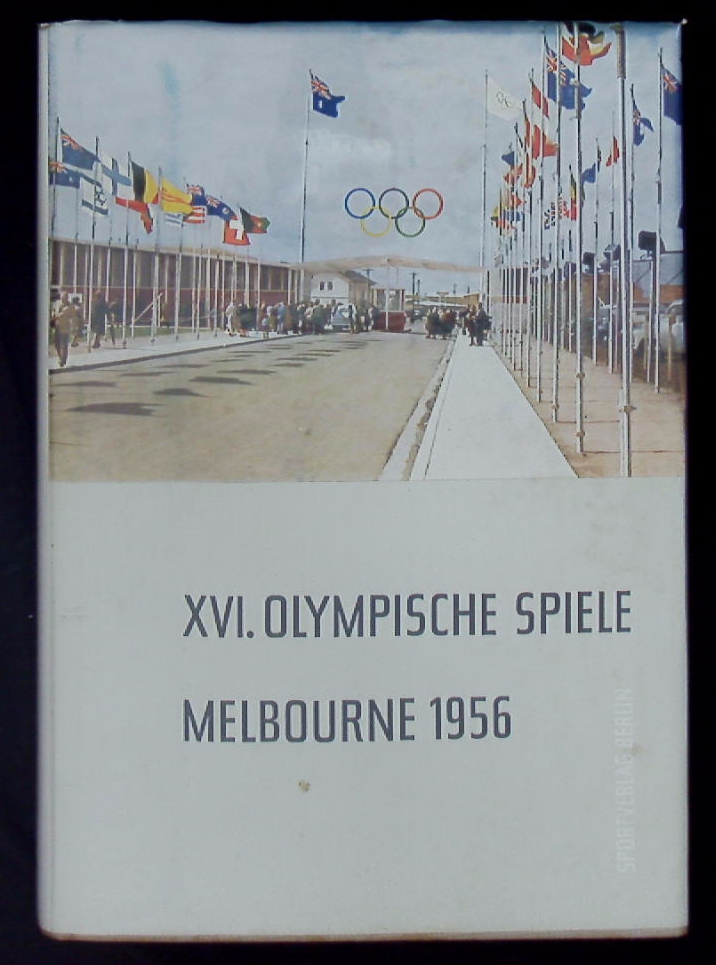 XVI. OLYMPISCHE SPIELE
MELBOURNE 1956
SPORTVERLAG BERLIN